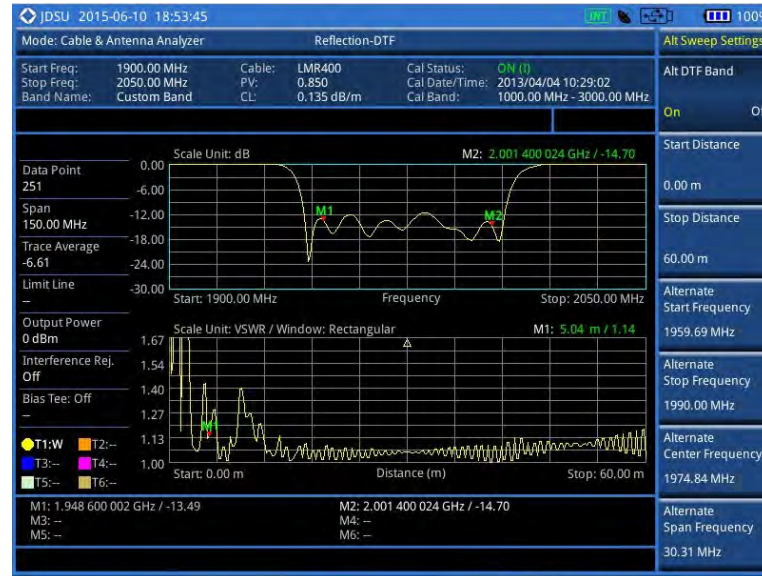 JDSU 2015-06-10 18:53:45 INT 100%
Mode: Cable & Antenna Analyzer Reflection-DTF Alt Sweep Settings
Start Freq: 1900.00 MHz Cable: LMR400 Cal Status: ON (I)
Stop Freq: 2050.00 MHz PV: 0.850 Cal Date/Time: 2013/04/04 10:29:02
Band Name: Custom Band CL: 0.135 dB/m Cal Band: 1000.00 MHz - 3000.00 MHz
Alt DTF Band
On
Scale Unit: dB M2: 2.001 400 024 GHz / -14.70
Data Point
251
Span
150.00 MHz
Trace Average
-6.61
Limit Line
--
Output Power
0 dBm
Interference Rej.
Off
Bias Tee: Off
--
T1:W T2:--
T3:-- T4:--
T5:-- T6:--
0.00
-6.00
-12.00
-18.00
-24.00
-30.00
M1
M2
Start: 1900.00 MHz Frequency Stop: 2050.00 MHz
Scale Unit: VSWR / Window: Rectangular M1: 5.04 m / 1.14
1.67
1.54
1.40
1.27
1.13
1.00
Start: 0.00 m Distance (m) Stop: 60.00 m
M1: 1.948 600 002 GHz / -13.49 M2: 2.001 400 024 GHz / -14.70
M3: -- M4: --
M5: -- M6: --
Start Distance
0.00 m
Stop Distance
60.00 m
Alternate
Start Frequency
1959.69 MHz
Alternate
Stop Frequency
1990.00 MHz
Alternate
Center Frequency
1974.84 MHz
Alternate
Span Frequency
30.31 MHz